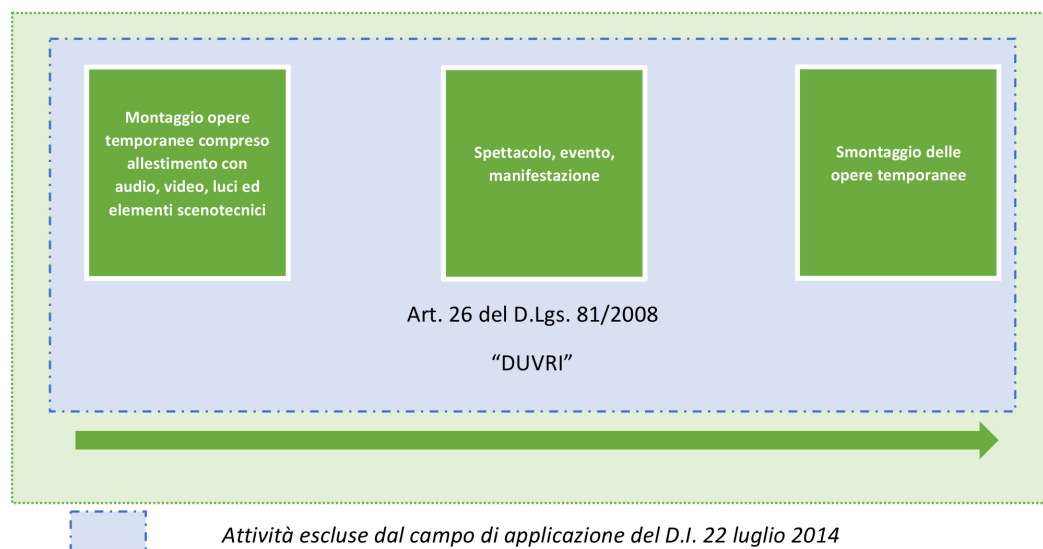 Montaggio opere
temporanee compreso
allestimento con
audio, video, luci ed
elementi scenotecnici
Spettacolo, evento,
manifestazione
Smontaggio delle
opere temporanee
Art. 26 del D.Lgs. 81/2008
“DUVRI”
Attività escluse dal campo di applicazione del D.I. 22 luglio 2014